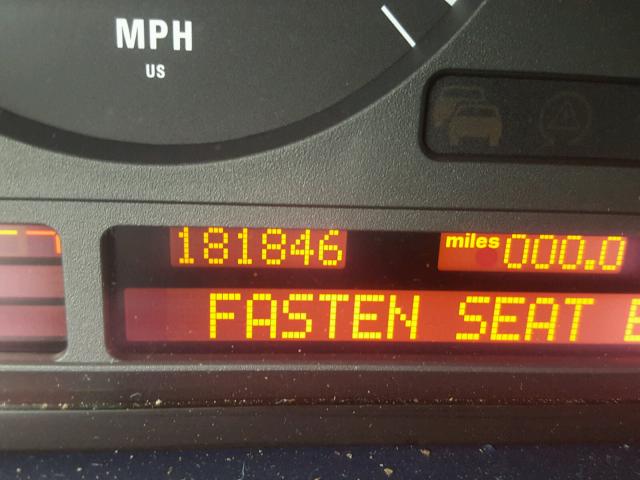 MPH
US
181846
miles 000.0
FASTEN SEAT